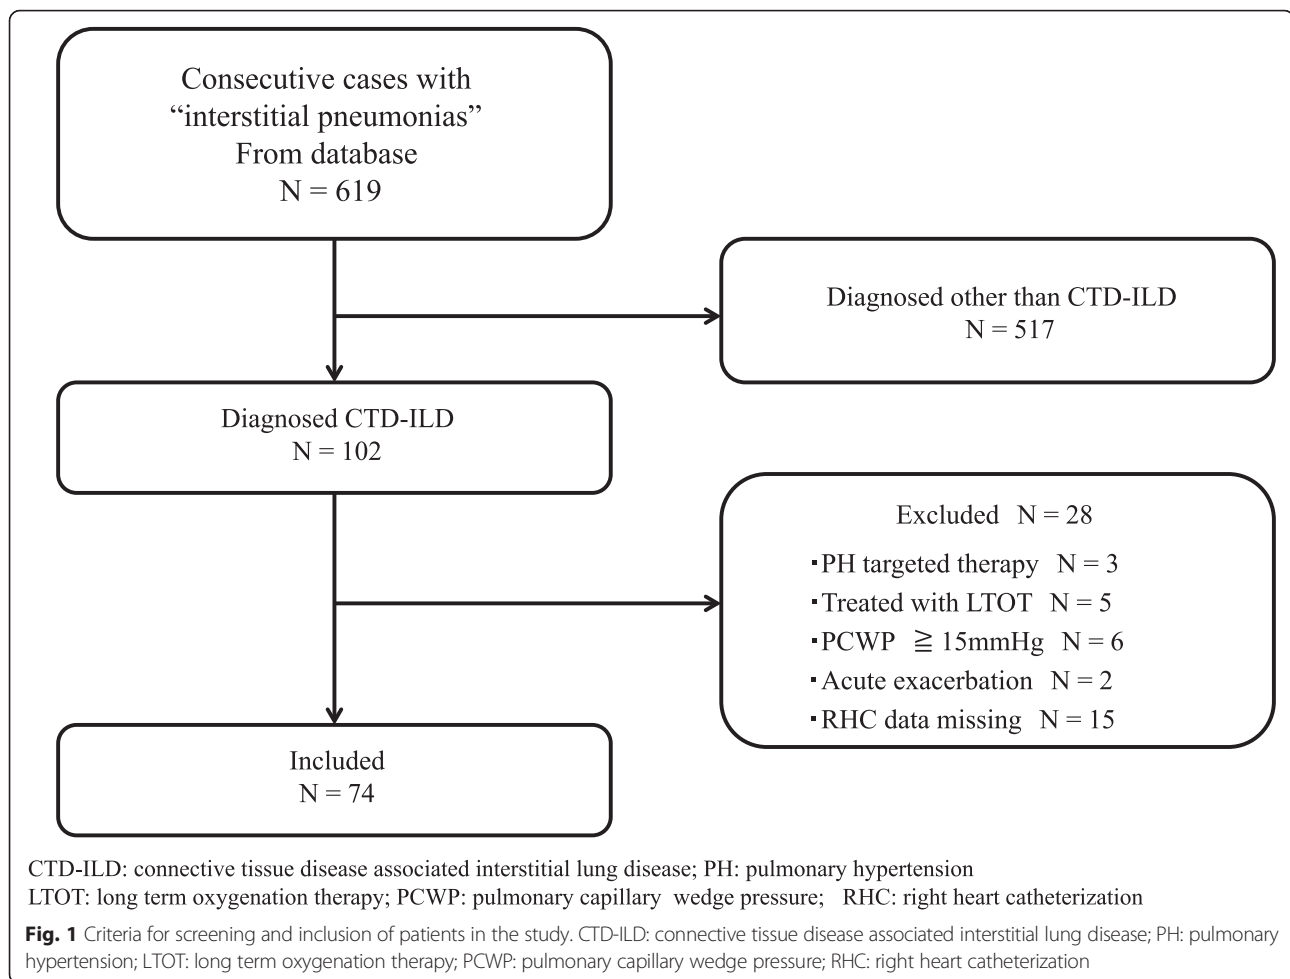 Consecutive cases with
“interstitial pneumonias”
From database
N = 619
Diagnosed other than CTD-ILD
N = 517
Diagnosed CTD-ILD
N = 102
Excluded N = 28
・PH targeted therapy N = 3
・Treated with LTOT N = 5
・PCWP ≧ 15mmHg N = 6
・Acute exacerbation N = 2
・RHC data missing N = 15
Included
N = 74
CTD-ILD: connective tissue disease associated interstitial lung disease; PH: pulmonary hypertension
LTOT: long term oxygenation therapy; PCWP: pulmonary capillary wedge pressure; RHC: right heart catheterization
Fig. 1 Criteria for screening and inclusion of patients in the study. CTD-ILD: connective tissue disease associated interstitial lung disease; PH: pulmonary
hypertension; LTOT: long term oxygenation therapy; PCWP: pulmonary capillary wedge pressure; RHC: right heart catheterization